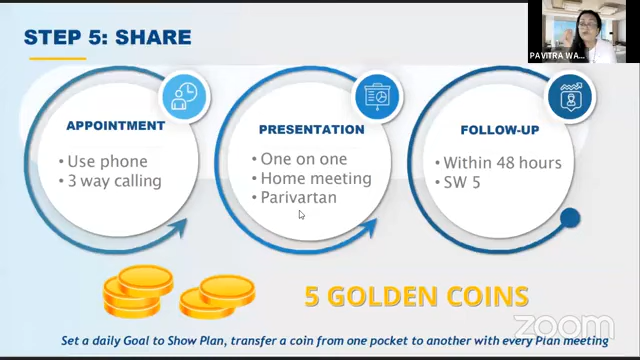 STEP 5: SHARE
PAVITRA WA...
APPOINTMENT
• Use phone
• 3 way calling
PRESENTATION
• One on one
• Home meeting
• Parivartan
FOLLOW-UP
• Within 48 hours
• SW 5
5 GOLDEN COINS
zoom
Set a daily Goal to Show Plan, transfer a coin from one pocket to another with every Plan meeting